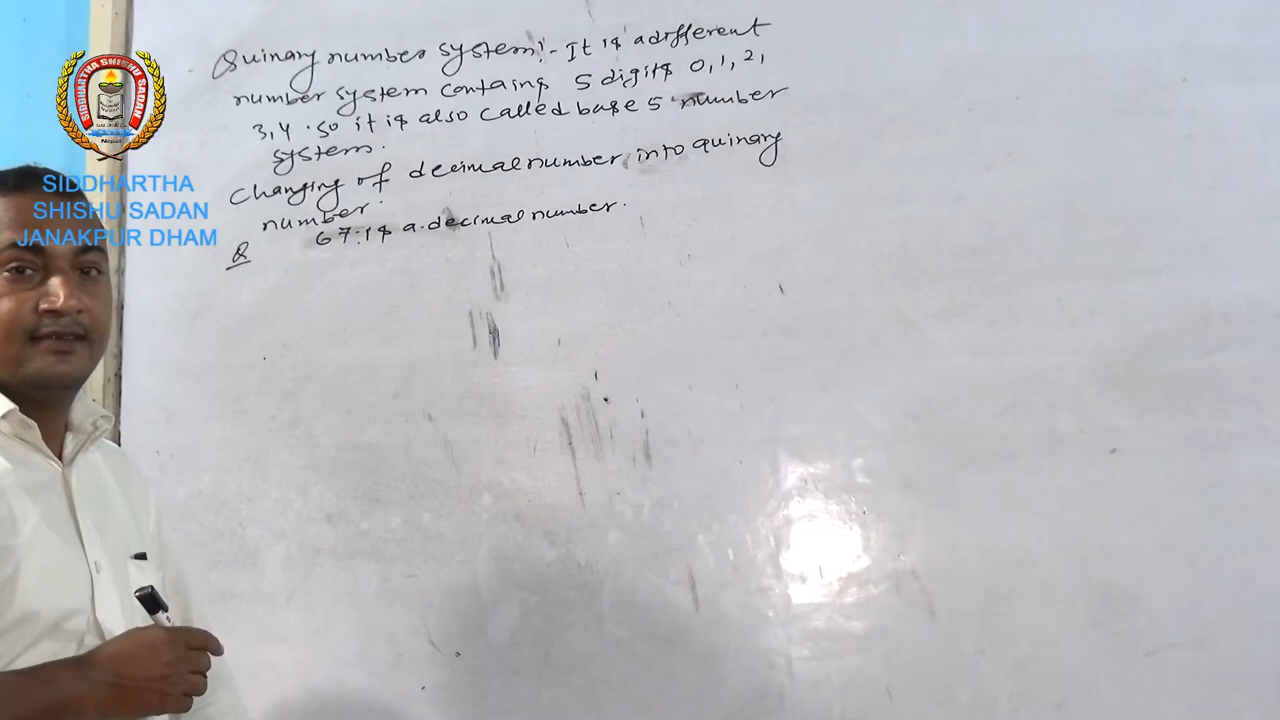 SIDDHARTHA SHISHU SADAN
Nepal
SIDDHARTHA
SHISHU SADAN
JANAKPUR DHAM
Quinary number system:- It is a different
number system contains 5 digits 0, 1, 2,
3, 4. So it is also called base 5 number
system.
Changing of decimal number into quinary
number.
Q 67 is a decimal number.